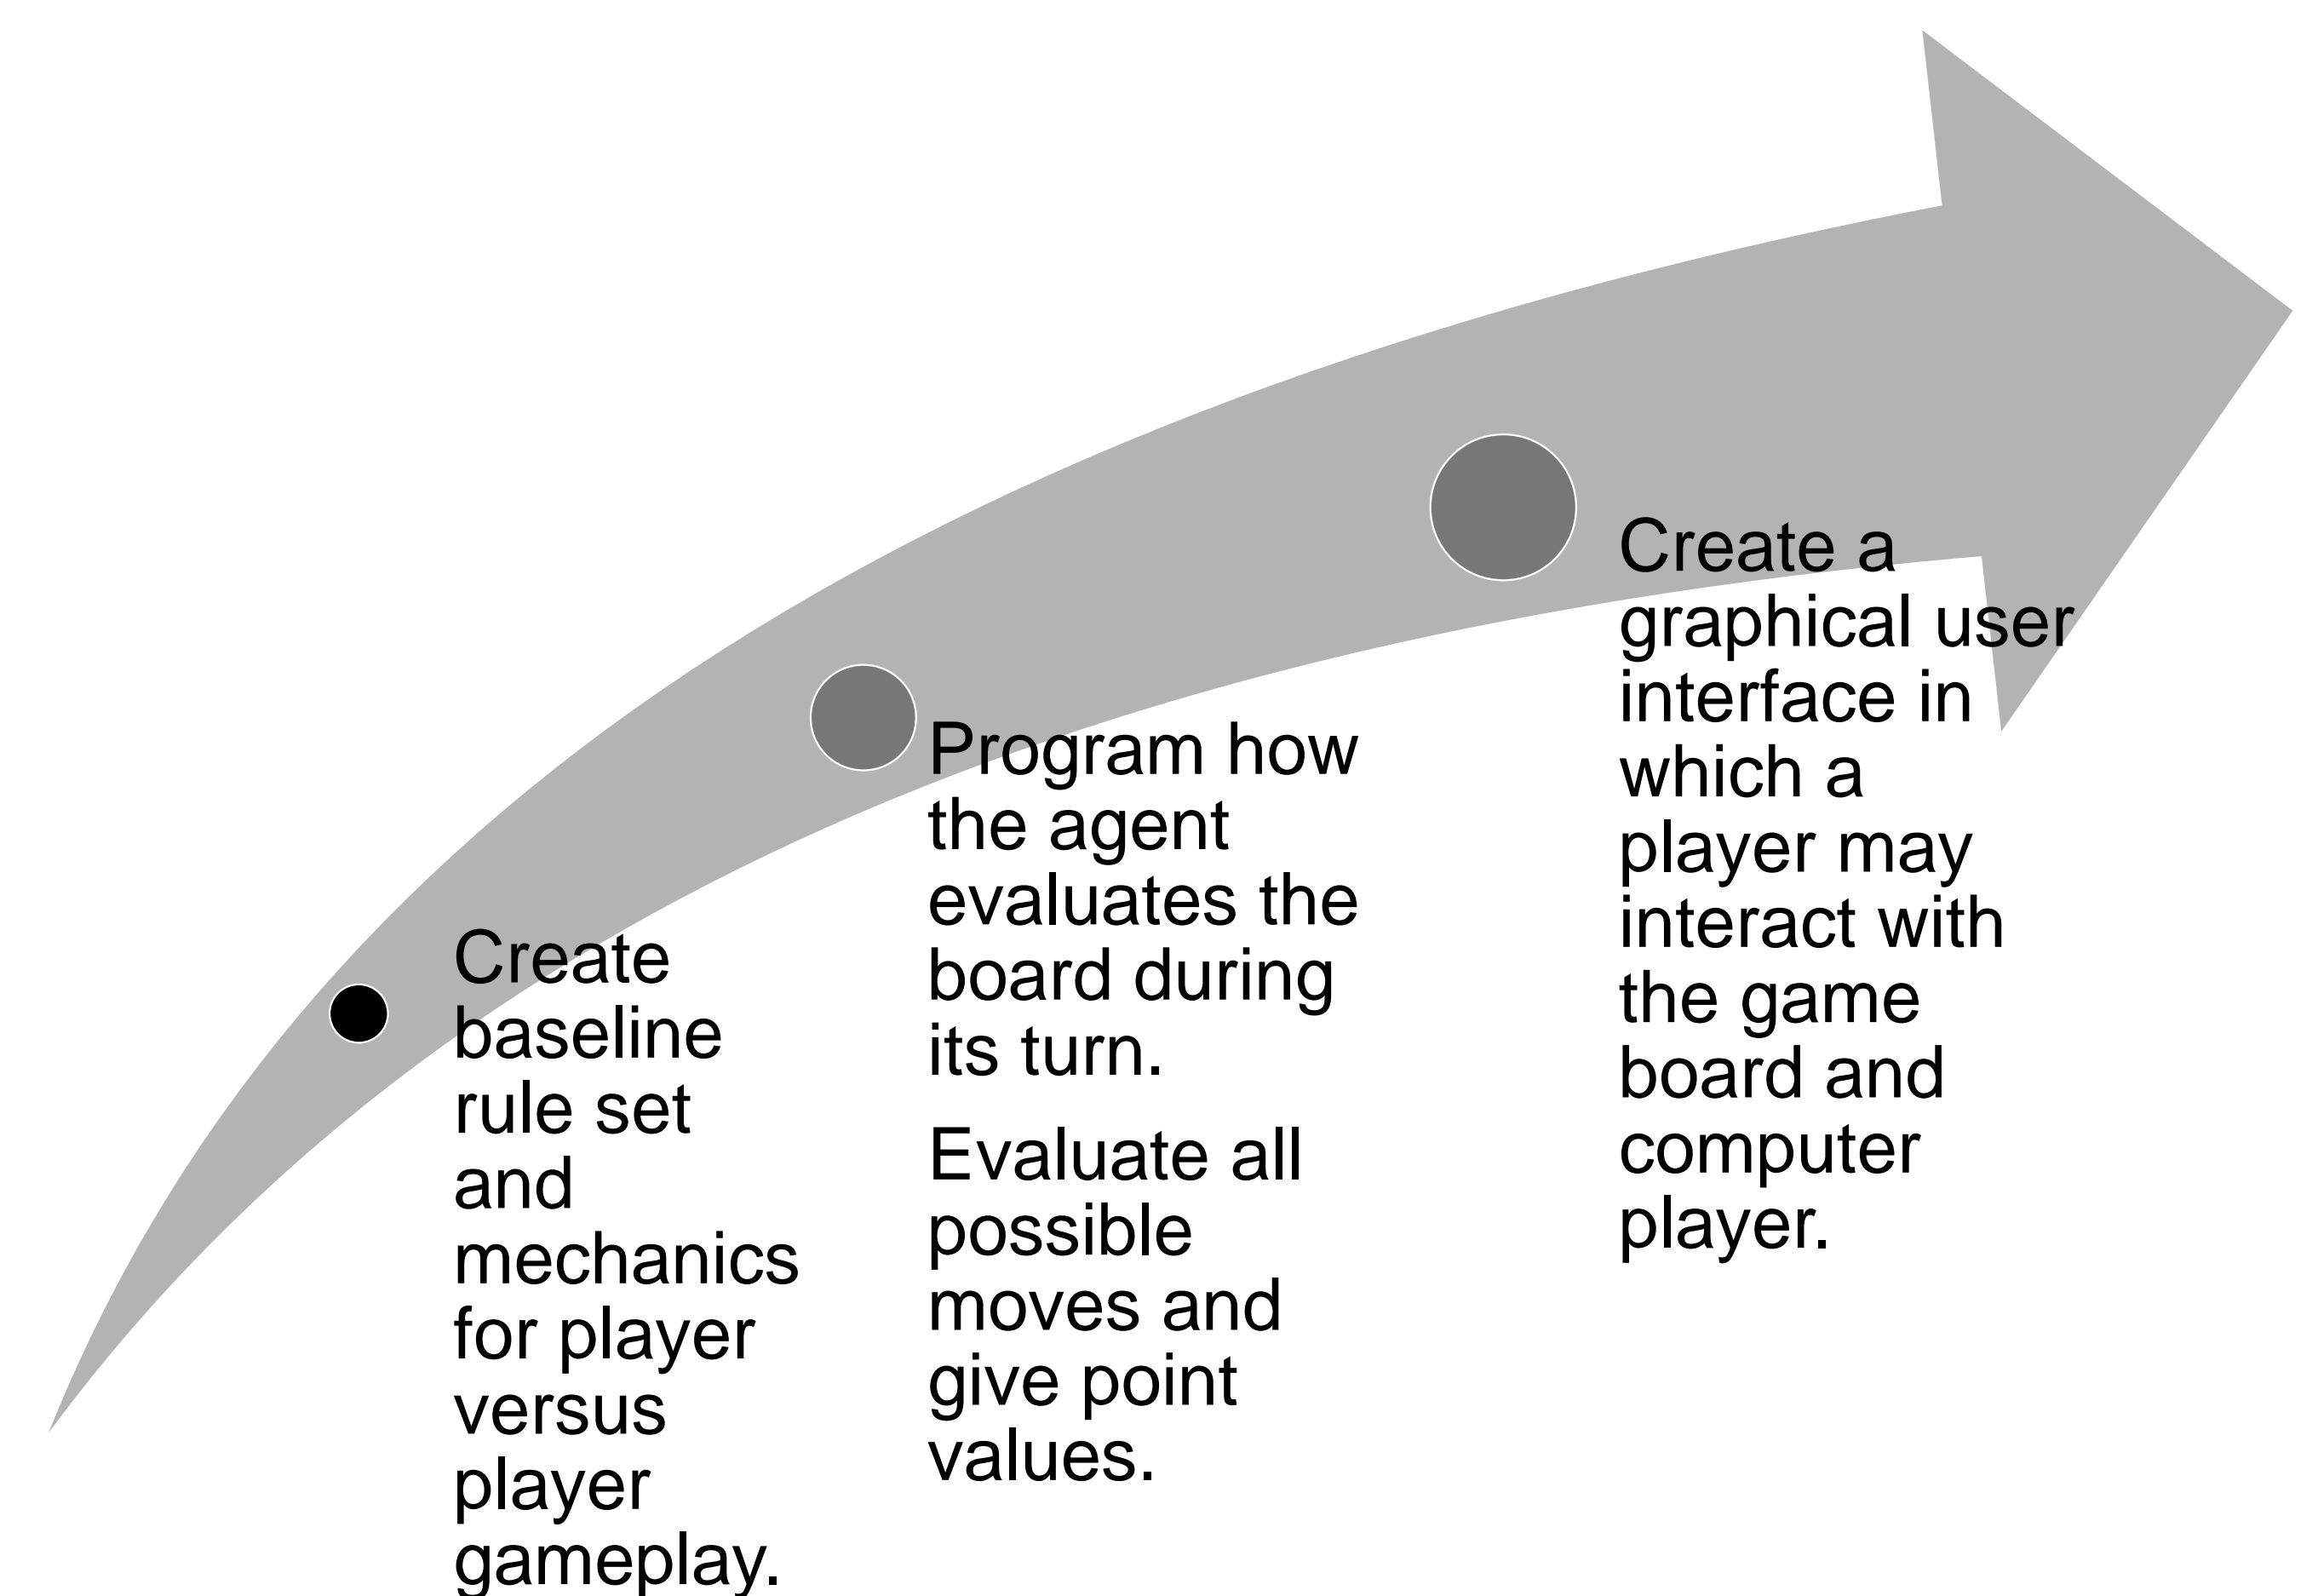 Create
baseline
rule set
and
mechanics
for player
versus
player
gameplay.
Program how
the agent
evaluates the
board during
its turn.
Evaluate all
possible
moves and
give point
values.
Create a
graphical user
interface in
which a
player may
interact with
the game
board and
computer
player.